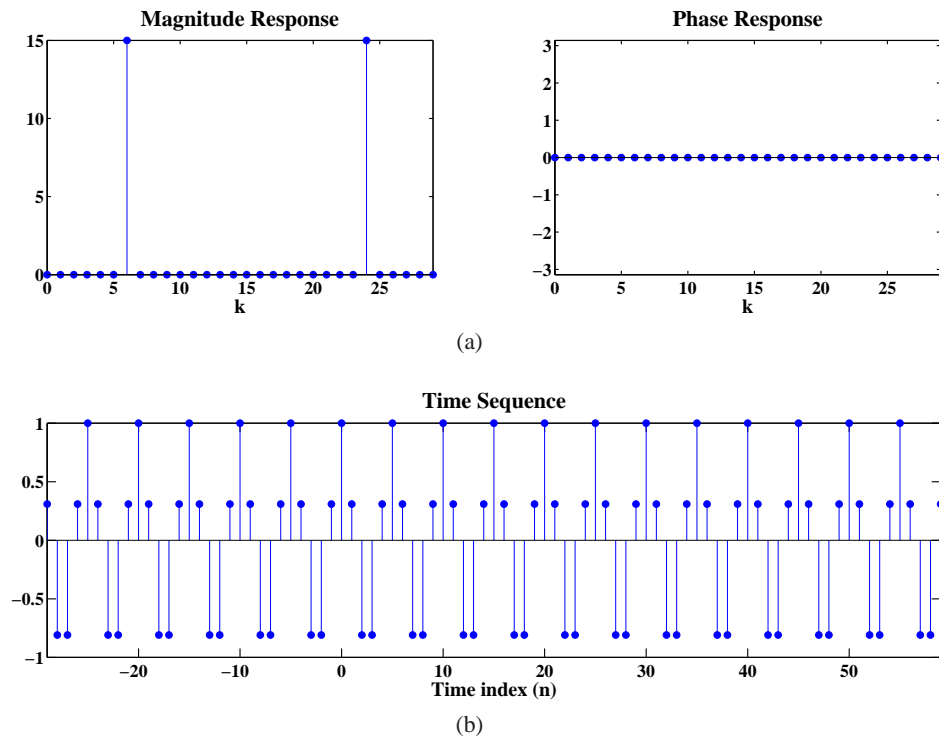 Magnitude Response
15
10
5
0
0 5 10 15 20 25
k
Phase Response
3
2
1
0
−1
−2
−3
0 5 10 15 20 25
k
(a)
Time Sequence
1
0.5
0
−0.5
−1
−20 −10 0 10 20 30 40 50
Time index (n)
(b)